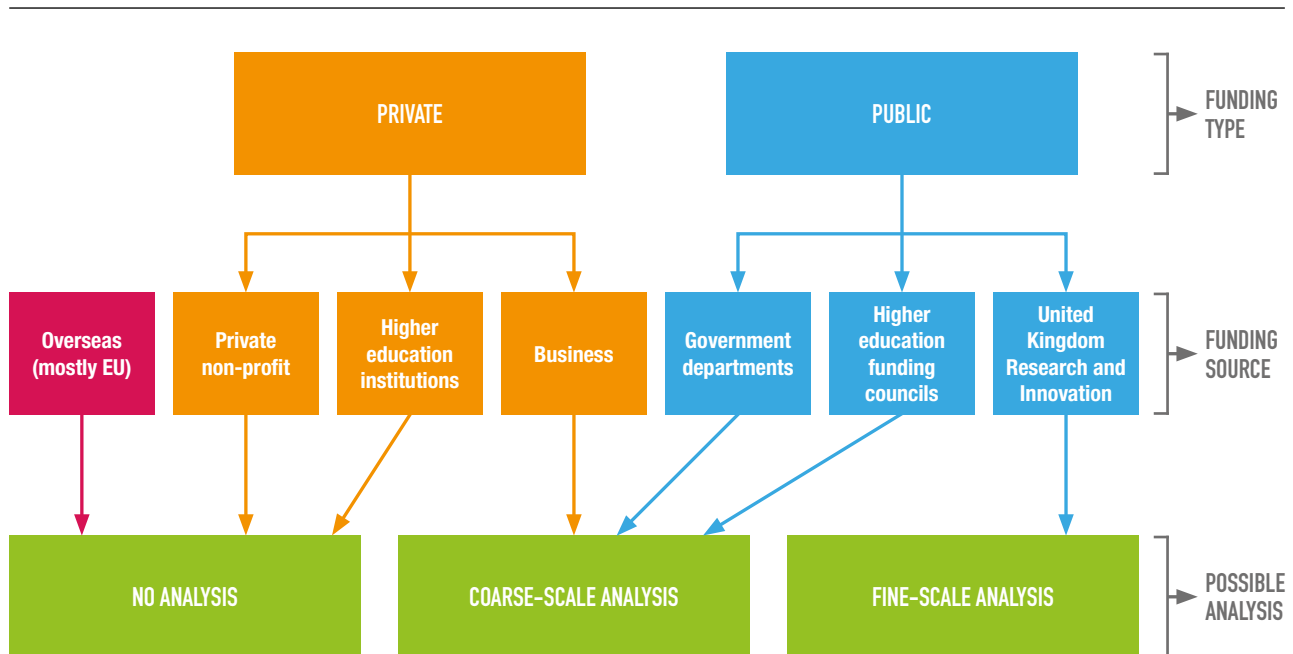 PRIVATE
PUBLIC
FUNDING
TYPE
Overseas
(mostly EU)
Private
non-profit
Higher
education
institutions
Business
Government
departments
Higher
education
funding
councils
United
Kingdom
Research and
Innovation
FUNDING
SOURCE
NO ANALYSIS
COARSE-SCALE ANALYSIS
FINE-SCALE ANALYSIS
POSSIBLE
ANALYSIS